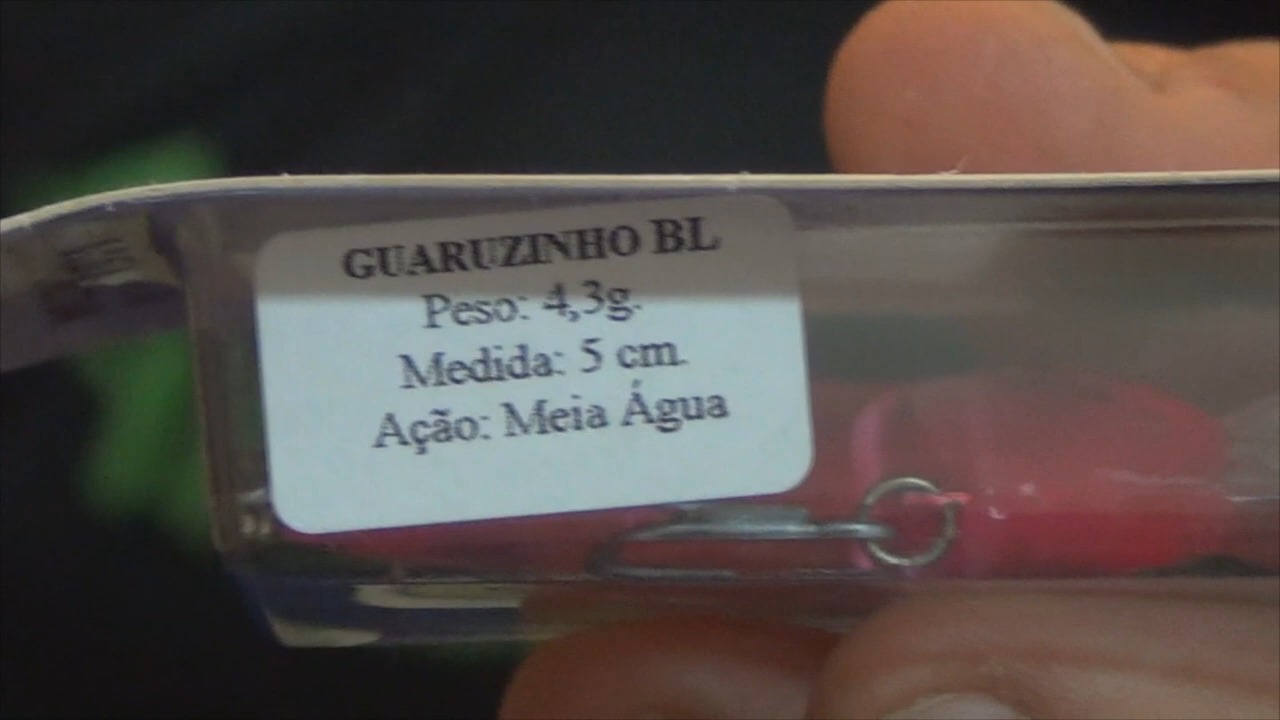 GUARUZINHO BL
Peso: 4,3g.
Medida: 5 cm.
Ação: Meia Água